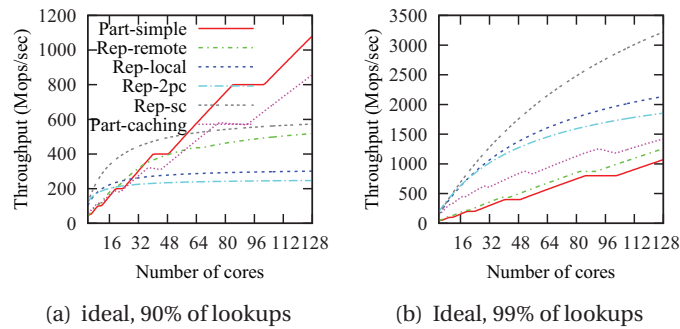 1200
1000
800
600
400
200
0
Throughput (Mops/sec)
Part-simple
Rep-remote
Rep-local
Rep-2pc
Rep-sc
Part-caching
16 32 48 64 80 96 112 128
Number of cores
(a) ideal, 90% of lookups
3500
3000
2500
2000
1500
1000
500
0
Throughput (Mops/sec)
16 32 48 64 80 96 112 128
Number of cores
(b) Ideal, 99% of lookups